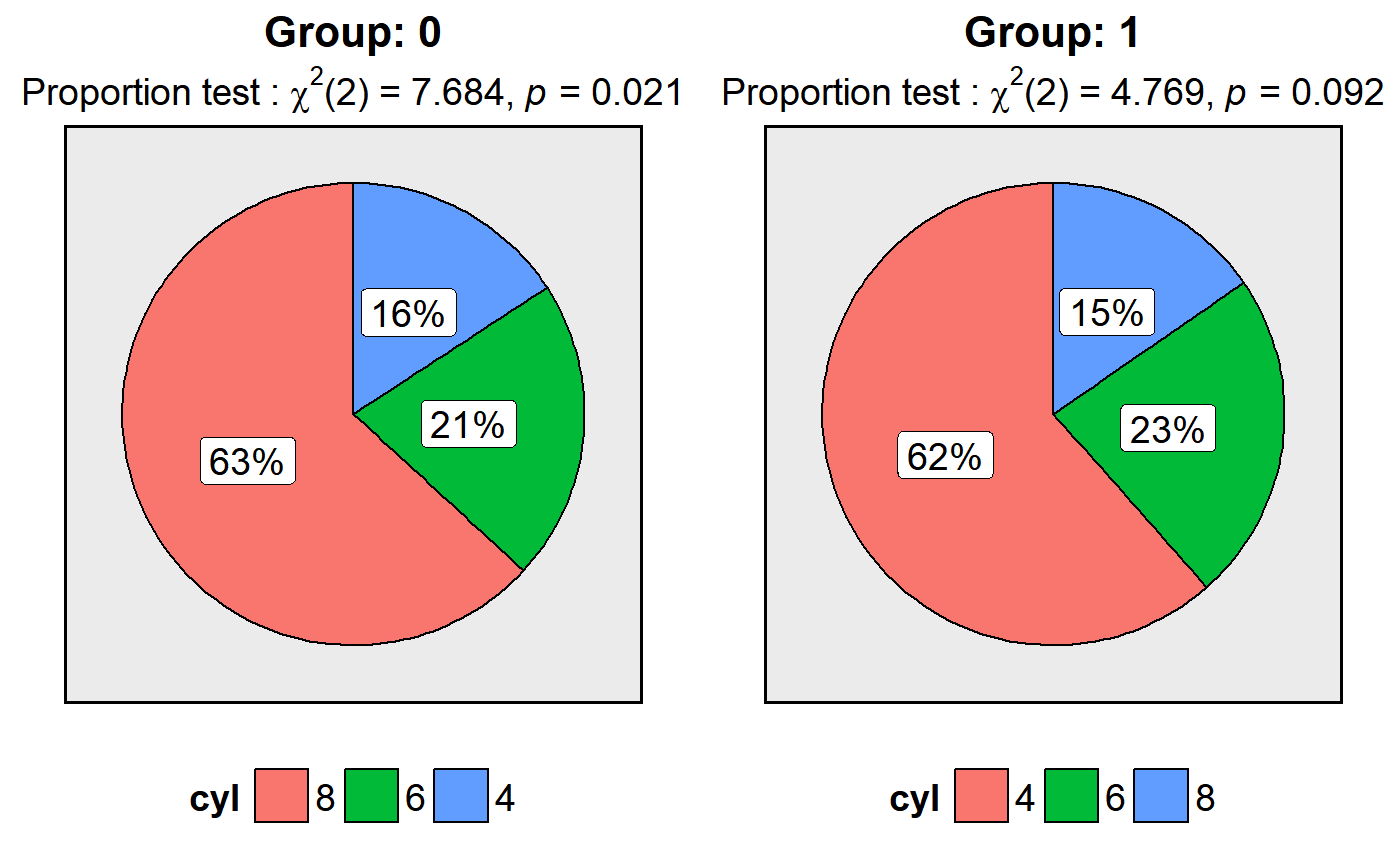 Group: 0
Proportion test : χ²(2) = 7.684, p = 0.021
16%
21%
63%
cyl 8 6 4
Group: 1
Proportion test : χ²(2) = 4.769, p = 0.092
15%
23%
62%
cyl 4 6 8